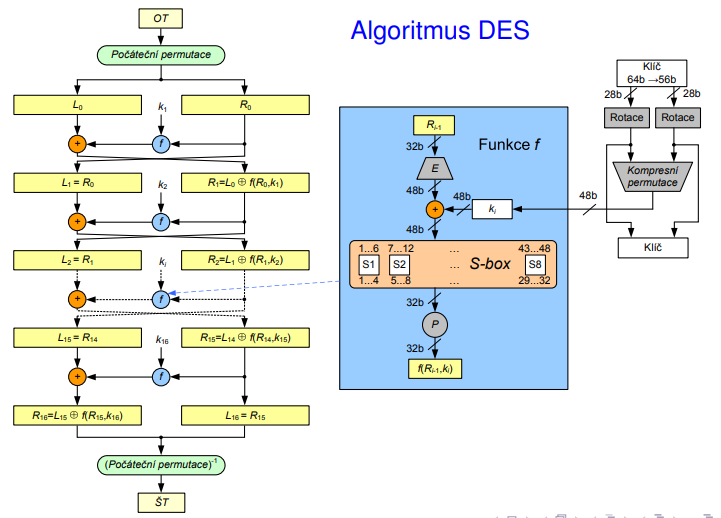 Algoritmus DES
OT
Počáteční permutace
L0
k1
R0
+
f
L1 = R0
k2
R1=L0 ⊕ f(R0,k1)
+
f
L2 = R1
ki
R2=L1 ⊕ f(R1,k2)
+
f
L15 = R14
k16
R15=L14 ⊕ f(R14,k15)
+
f
R16=L15 ⊕ f(R15,k16)
L16 = R15
(Počáteční permutace)-1
ŠT
Funkce f
Ri-1
32b
E
48b
+
48b
ki
48b
48b
1...6 7...12 ... 43...48
S1 S2 ... S-box S8
1...4 5...8 ... 29...32
32b
P
32b
f(Ri-1,ki)
Klíč
64b →56b
28b
28b
Rotace
Rotace
Kompresní
permutace
Klíč